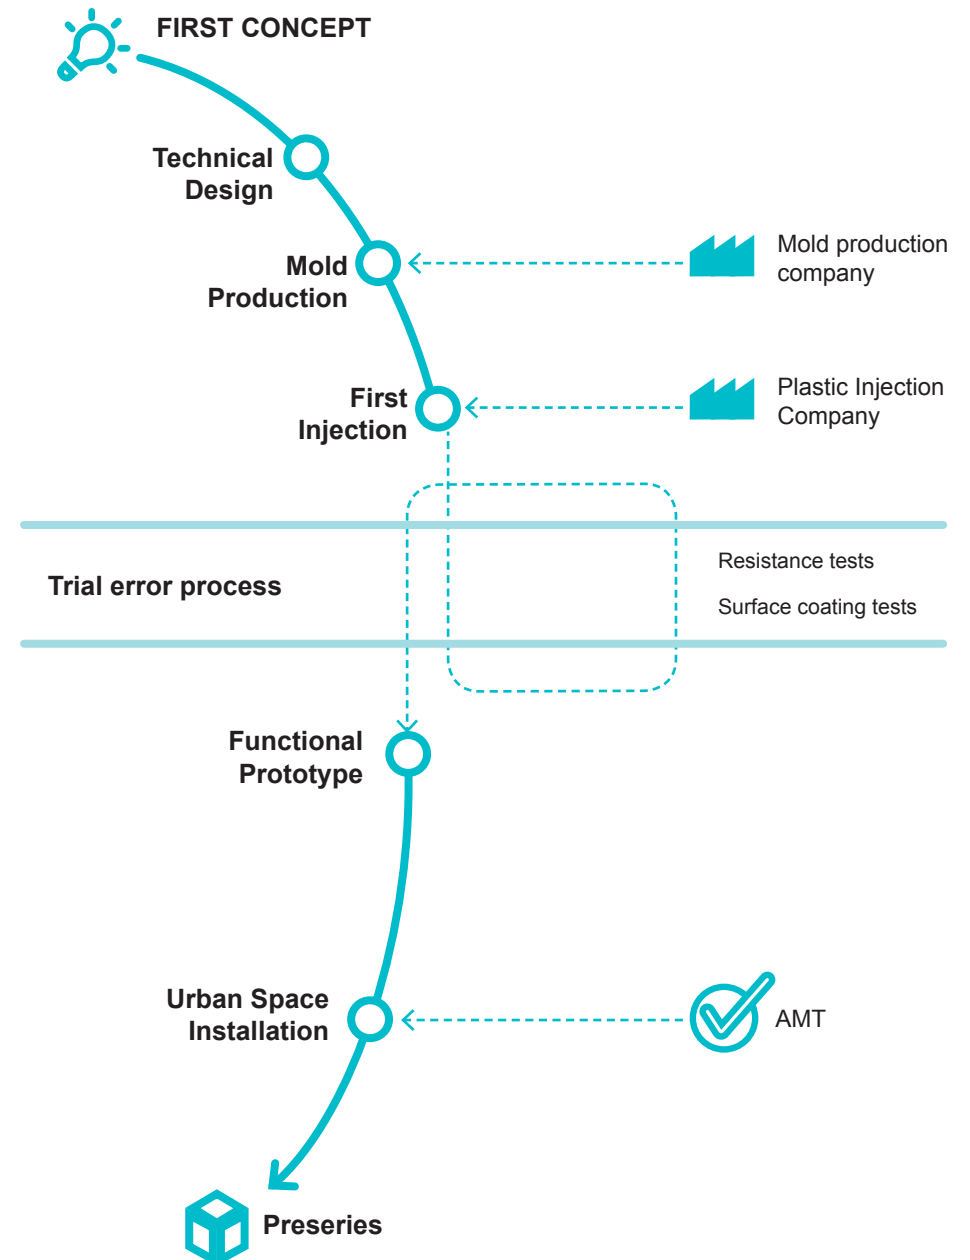 FIRST CONCEPT
Technical
Design
Mold
Production
Mold production
company
First
Injection
Plastic Injection
Company
Trial error process
Resistance tests
Surface coating tests
Functional
Prototype
Urban Space
Installation
AMT
Preseries